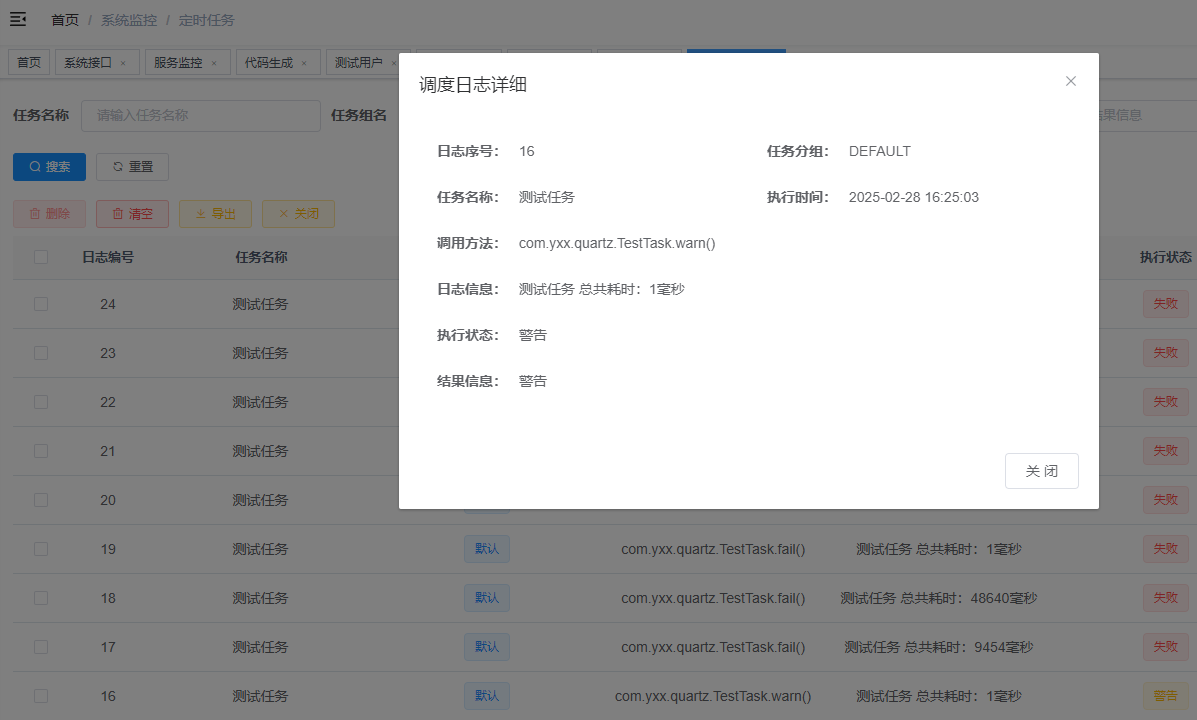 首页 / 系统监控 / 定时任务
首页 系统接口 × 服务监控 × 代码生成 × 测试用户 ×
调度日志详细
任务名称 请输入任务名称 任务组名 果信息
搜索 重置
删除 清空 导出 关闭
日志序号： 16 任务分组： DEFAULT
任务名称： 测试任务 执行时间： 2025-02-28 16:25:03
调用方法： com.yxx.quartz.TestTask.warn()
日志信息： 测试任务 总共耗时：1毫秒
执行状态： 警告
结果信息： 警告
关 闭
日志编号 任务名称 执行状态
24 测试任务 失败
23 测试任务 失败
22 测试任务 失败
21 测试任务 失败
20 测试任务 失败
19 测试任务 默认 com.yxx.quartz.TestTask.fail() 测试任务 总共耗时：1毫秒 失败
18 测试任务 默认 com.yxx.quartz.TestTask.fail() 测试任务 总共耗时：48640毫秒 失败
17 测试任务 默认 com.yxx.quartz.TestTask.fail() 测试任务 总共耗时：9454毫秒 失败
16 测试任务 默认 com.yxx.quartz.TestTask.warn() 测试任务 总共耗时：1毫秒 警告